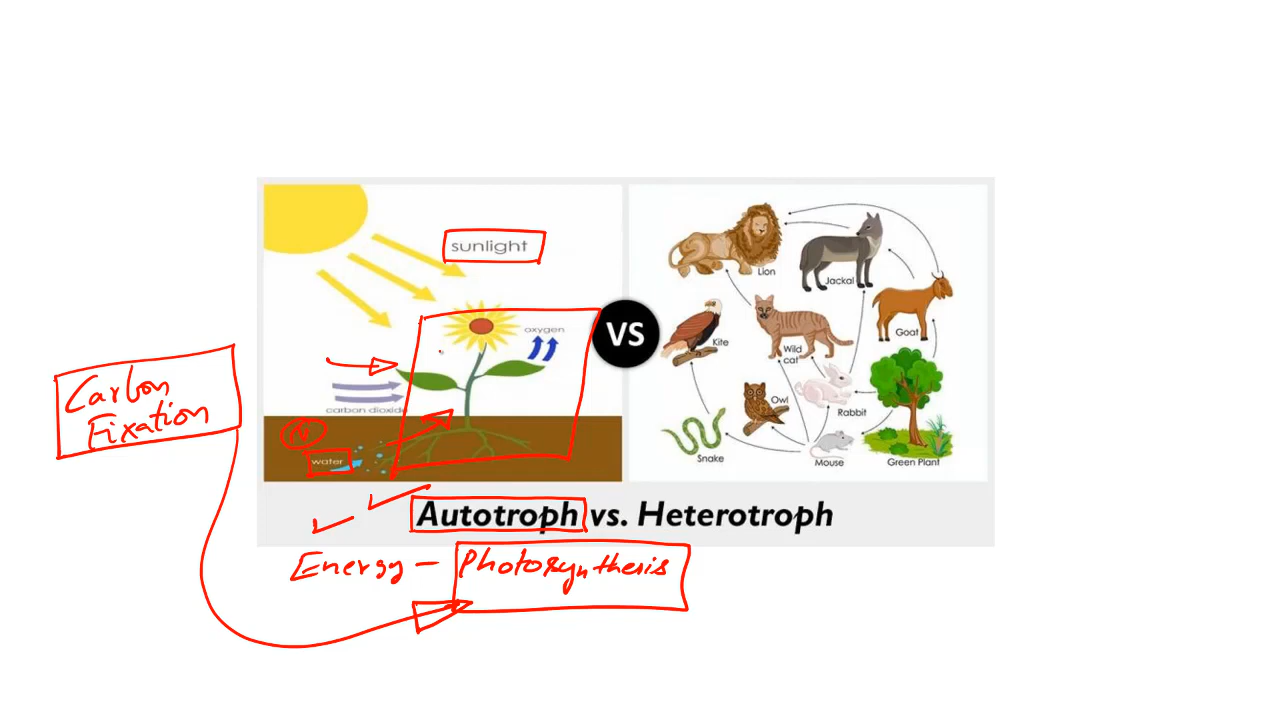 sunlight
oxygen
carbon dioxide
water
VS
Lion
Jackal
Goat
Kite
Wild
cat
Rabbit
Owl
Snake
Mouse
Green Plant
Carbon
Fixation
Autotroph vs. Heterotroph
Energy - Photosynthesis